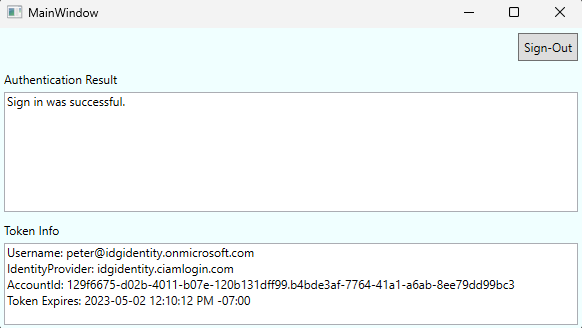 MainWindow
Sign-Out
Authentication Result
Sign in was successful.
Token Info
Username: peter@idgidentity.onmicrosoft.com
IdentityProvider: idgidentity.ciamlogin.com
AccountId: 129f6675-d02b-4011-b07e-120b131dff99.b4bde3af-7764-41a1-a6ab-8ee79dd99bc3
Token Expires: 2023-05-02 12:10:12 PM -07:00